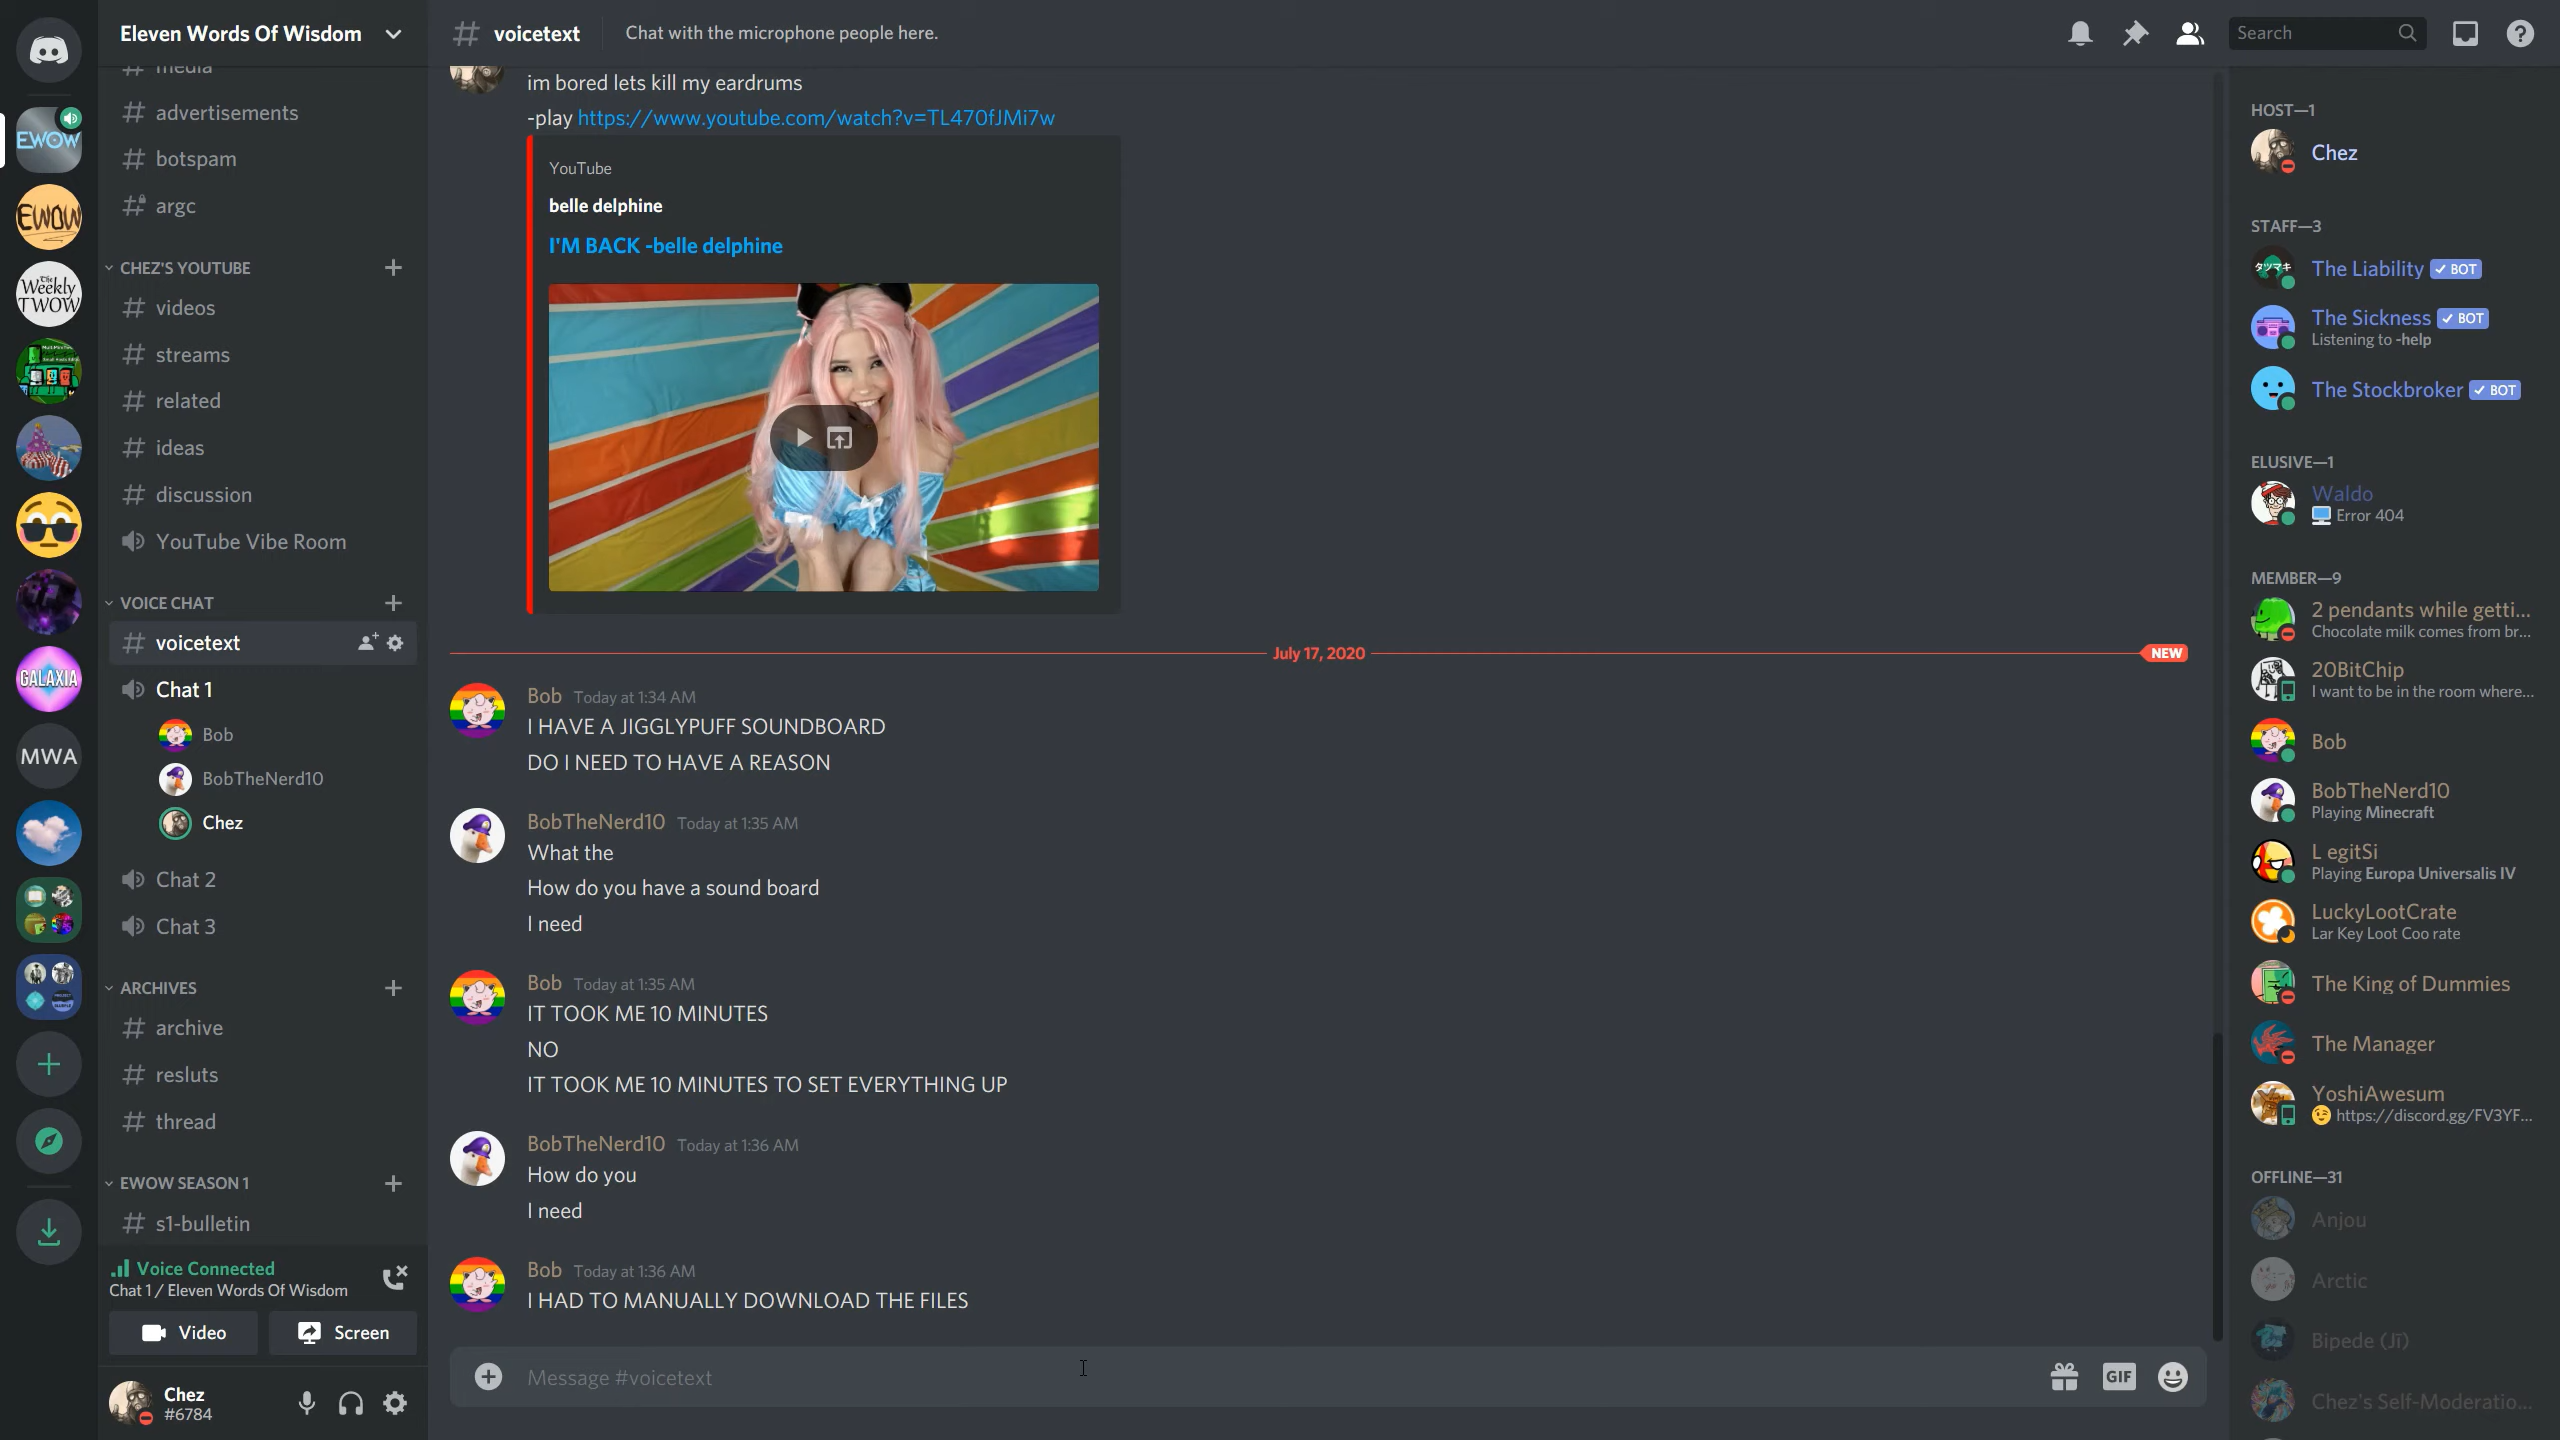 EWOW
EWOW
The Weekly TWOW
GALAXIA
MWA
Eleven Words Of Wisdom
media
advertisements
botspam
argc
CHEZ'S YOUTUBE
videos
streams
related
ideas
discussion
YouTube Vibe Room
VOICE CHAT
voicetext
Chat 1
Bob
BobTheNerd10
Chez
Chat 2
Chat 3
ARCHIVES
archive
resluts
thread
EWOW SEASON 1
s1-bulletin
Voice Connected
Chat 1 / Eleven Words Of Wisdom
Video
Screen
Chez
#6784
voicetext
Chat with the microphone people here.
Search
im bored lets kill my eardrums
-play https://www.youtube.com/watch?v=TL470fJMi7w
YouTube
belle delphine
I'M BACK -belle delphine
July 17, 2020
NEW
Bob Today at 1:34 AM
I HAVE A JIGGLYPUFF SOUNDBOARD
DO I NEED TO HAVE A REASON
BobTheNerd10 Today at 1:35 AM
What the
How do you have a sound board
I need
Bob Today at 1:35 AM
IT TOOK ME 10 MINUTES
NO
IT TOOK ME 10 MINUTES TO SET EVERYTHING UP
BobTheNerd10 Today at 1:36 AM
How do you
I need
Bob Today at 1:36 AM
I HAD TO MANUALLY DOWNLOAD THE FILES
Message #voicetext
GIF
HOST—1
Chez
STAFF—3
タツマキ
The Liability BOT
The Sickness BOT
Listening to -help
The Stockbroker BOT
ELUSIVE—1
Waldo
Error 404
MEMBER—9
2 pendants while getti...
Chocolate milk comes from br...
20BitChip
I want to be in the room where...
Bob
BobTheNerd10
Playing Minecraft
L egitSi
Playing Europa Universalis IV
LuckyLootCrate
Lar Key Loot Coo rate
The King of Dummies
The Manager
YoshiAwesum
https://discord.gg/FV3YF...
OFFLINE—31
Anjou
Arctic
Bipede (Jī)
Chez's Self-Moderatio...